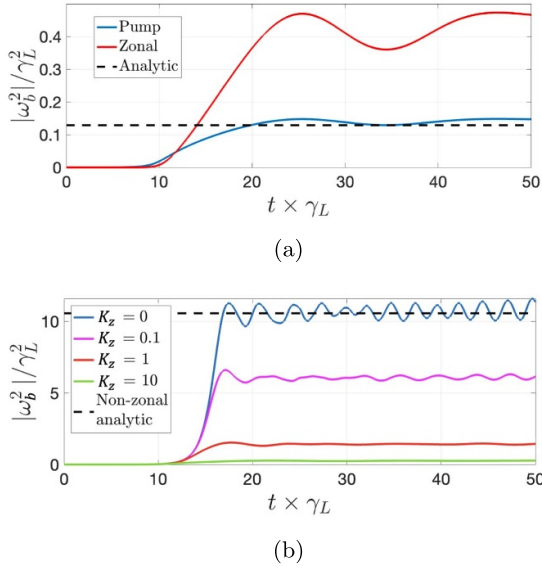 |ω_b^2|/γ_L^2
0.4
0.3
0.2
0.1
0
Pump
Zonal
Analytic
0 10 20 30 40 50
t × γ_L
(a)
|ω_b^2|/γ_L^2
10
5
0
K_z = 0
K_z = 0.1
K_z = 1
K_z = 10
Non-zonal
analytic
0 10 20 30 40 50
t × γ_L
(b)